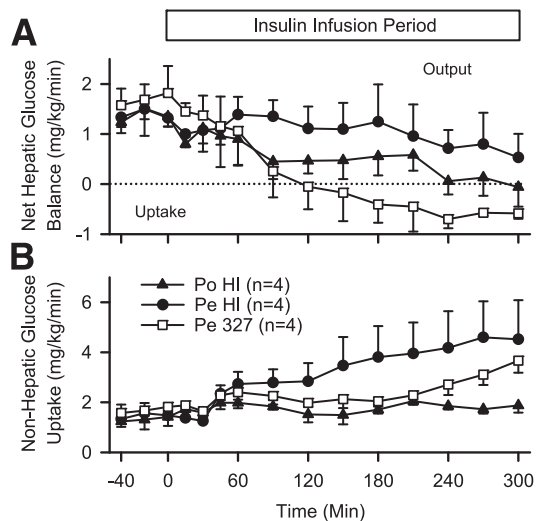 Insulin Infusion Period
A
Output
Net Hepatic Glucose
Balance (mg/kg/min)
2
1
0
-1
Uptake
B
Po HI (n=4)
Pe HI (n=4)
Pe 327 (n=4)
Non-Hepatic Glucose
Uptake (mg/kg/min)
6
4
2
0
-40 0 60 120 180 240 300
Time (Min)